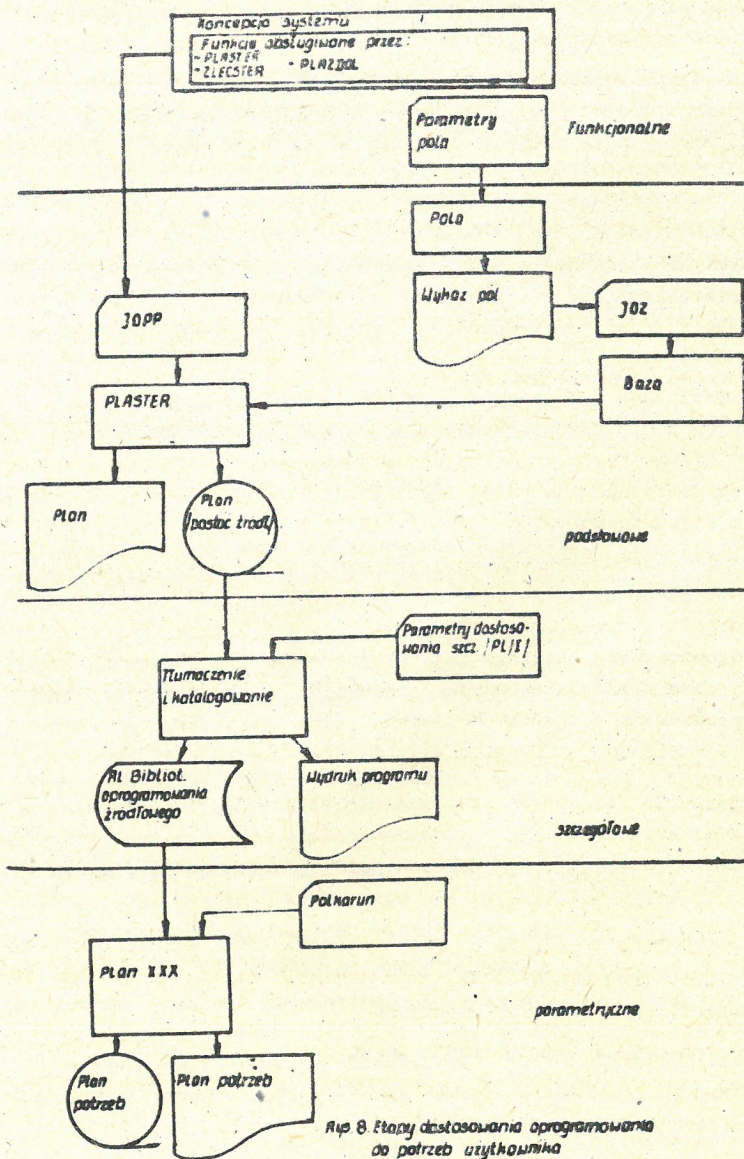 Koncepcja systemu
Funkcje obsługiwane przez:
- PLASTER
- ZLECSTER - PLAZDOL
Parametry
pola
Funkcjonalne
Pola
Wykaz pól
JOZ
JOPP
Baza
PLASTER
Plan
Plan
/postać źródł/
podstawowe
Parametry dostoso-
wania szcz. /PL/I/
Tłumaczenie
i katalogowanie
Al Bibliot.
oprogramowania
źródłowego
Wydruk programu
szczegółowe
Polkarun
Plan XXX
parametryczne
Plan
potrzeb
Plan potrzeb
Rys. 8. Etapy dostosowania oprogramowania
do potrzeb użytkownika